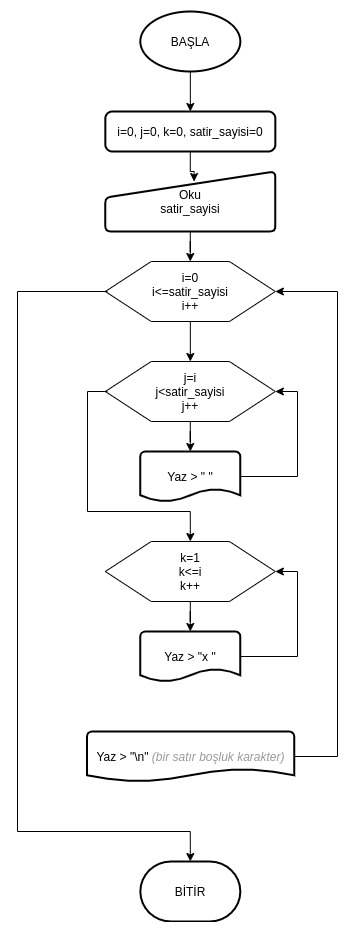 BAŞLA
i=0, j=0, k=0, satir_sayisi=0
Oku
satir_sayisi
i=0
i<=satir_sayisi
i++
j=i
j<satir_sayisi
j++
Yaz > " "
k=1
k<=i
k++
Yaz > "x "
Yaz > "\n" (bir satır boşluk karakter)
BİTİR